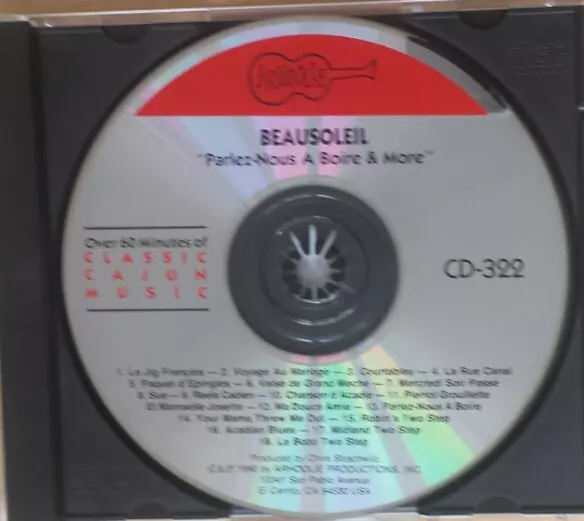 Arhoolie
BEAUSOLEIL
"Parlez-Nous A Boire & More"
Over 60 Minutes of
CLASSIC
CAJUN
MUSIC
CD-322
1. Le Jig Français — 2. Voyage Au Mariage — 3. Courtableu — 4. La Rue Canal
5. Paquet d'Epingles — 6. Valse de Grand Meche — 7. Mercredi Soir Passé
8. Sue — 9. Reels Cadien — 10. Chanson d'Acadie — 11. Pierrot Grouillette
Et Mamselle Josette — 12. Ma Douce Amie — 13. Parlez-Nous A Boire
14. Your Mama Threw Me Out — 15. Robin's Two Step
16. Acadian Blues — 17. Midland Two Step
18. La Boss Two Step
Produced by Chris Strachwitz
1990 by ARHOOLIE PRODUCTIONS, INC.
10341 San Pablo Avenue
El Cerrito, CA 94530 USA